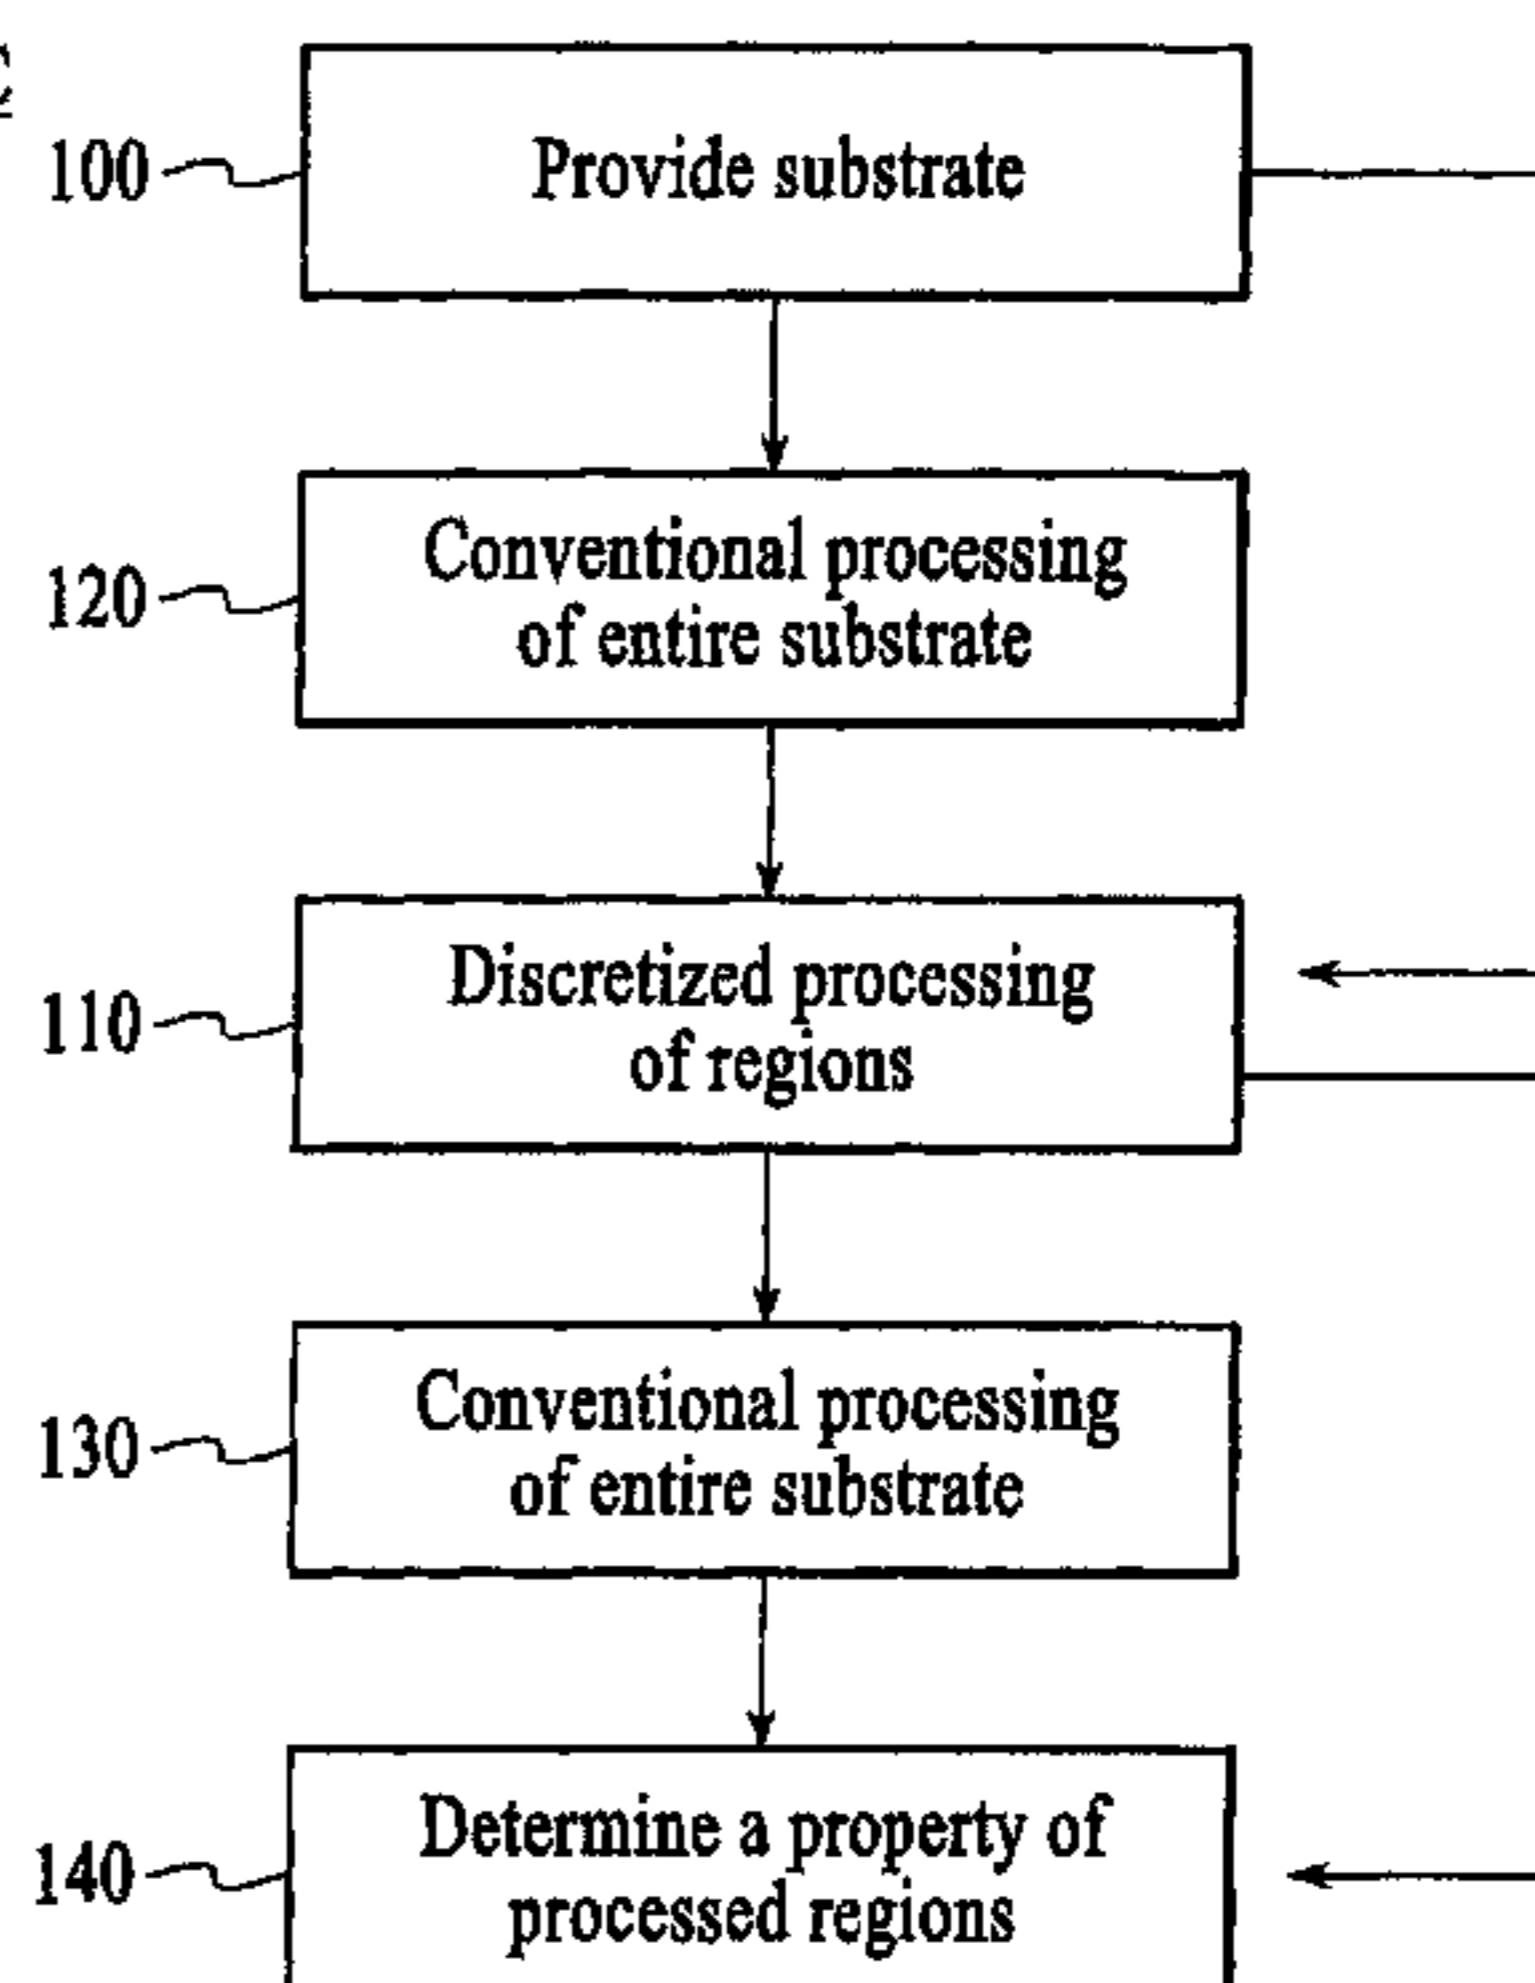 100
Provide substrate
120
Conventional processing
of entire substrate
110
Discretized processing
of regions
130
Conventional processing
of entire substrate
140
Determine a property of
processed regions